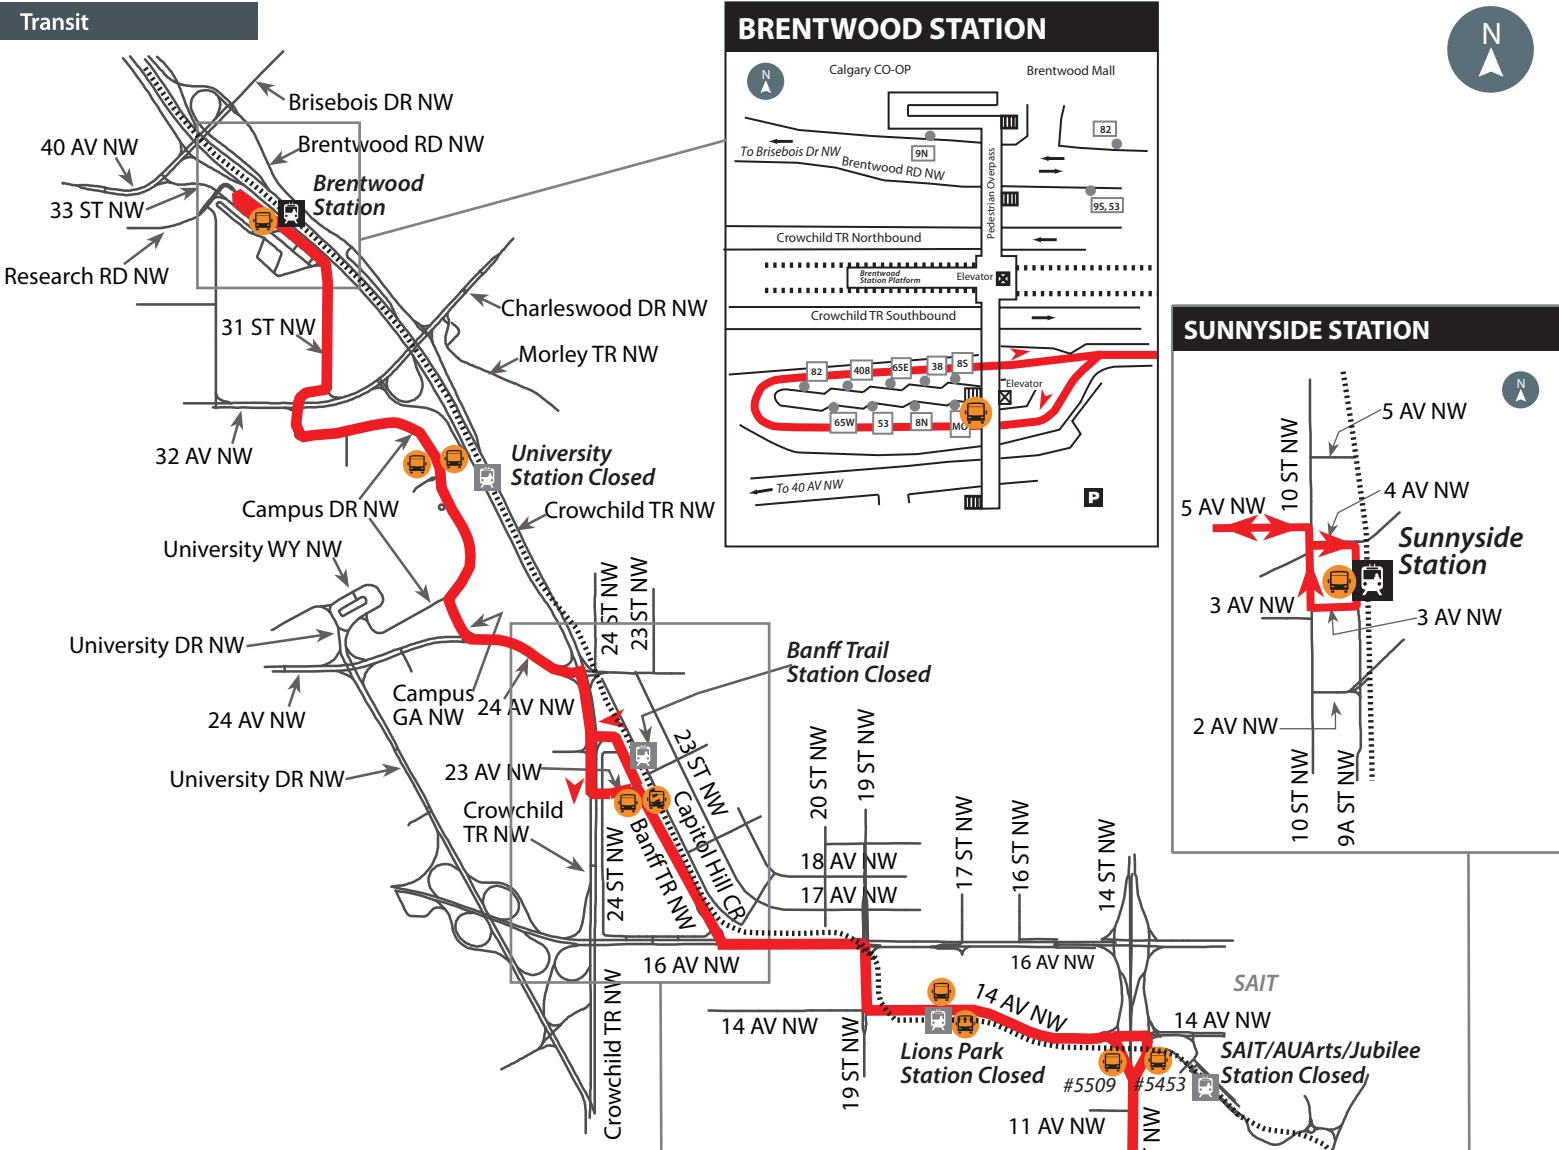 Transit
Brisebois DR NW
40 AV NW
Brentwood RD NW
Brentwood
Station
33 ST NW
Research RD NW
Charleswood DR NW
31 ST NW
Morley TR NW
32 AV NW
University
Station Closed
Campus DR NW
Crowchild TR NW
University WY NW
24 ST NW
23 ST NW
University DR NW
Banff Trail
Station Closed
Campus
GA NW
24 AV NW
24 AV NW
23 ST NW
University DR NW
23 AV NW
Crowchild
TR NW
Capitol Hill CR
Banff TR NW
24 ST NW
20 ST NW
19 ST NW
18 AV NW
17 AV NW
17 ST NW
16 ST NW
14 ST NW
16 AV NW
16 AV NW
SAIT
Crowchild TR NW
14 AV NW
14 AV NW
14 AV NW
19 ST NW
Lions Park
Station Closed
SAIT/AUArts/Jubilee
Station Closed
#5509
#5453
11 AV NW
NW
BRENTWOOD STATION
N
Calgary CO-OP
Brentwood Mall
82
To Brisebois Dr NW
9N
Brentwood RD NW
Pedestrian Overpass
9S, 53
Crowchild TR Northbound
Brentwood
Station Platform
Elevator
Crowchild TR Southbound
82
408
65E
38
8S
Elevator
65W
53
8N
MO
To 40 AV NW
P
N
SUNNYSIDE STATION
N
10 ST NW
5 AV NW
4 AV NW
5 AV NW
Sunnyside
Station
3 AV NW
3 AV NW
2 AV NW
10 ST NW
9A ST NW